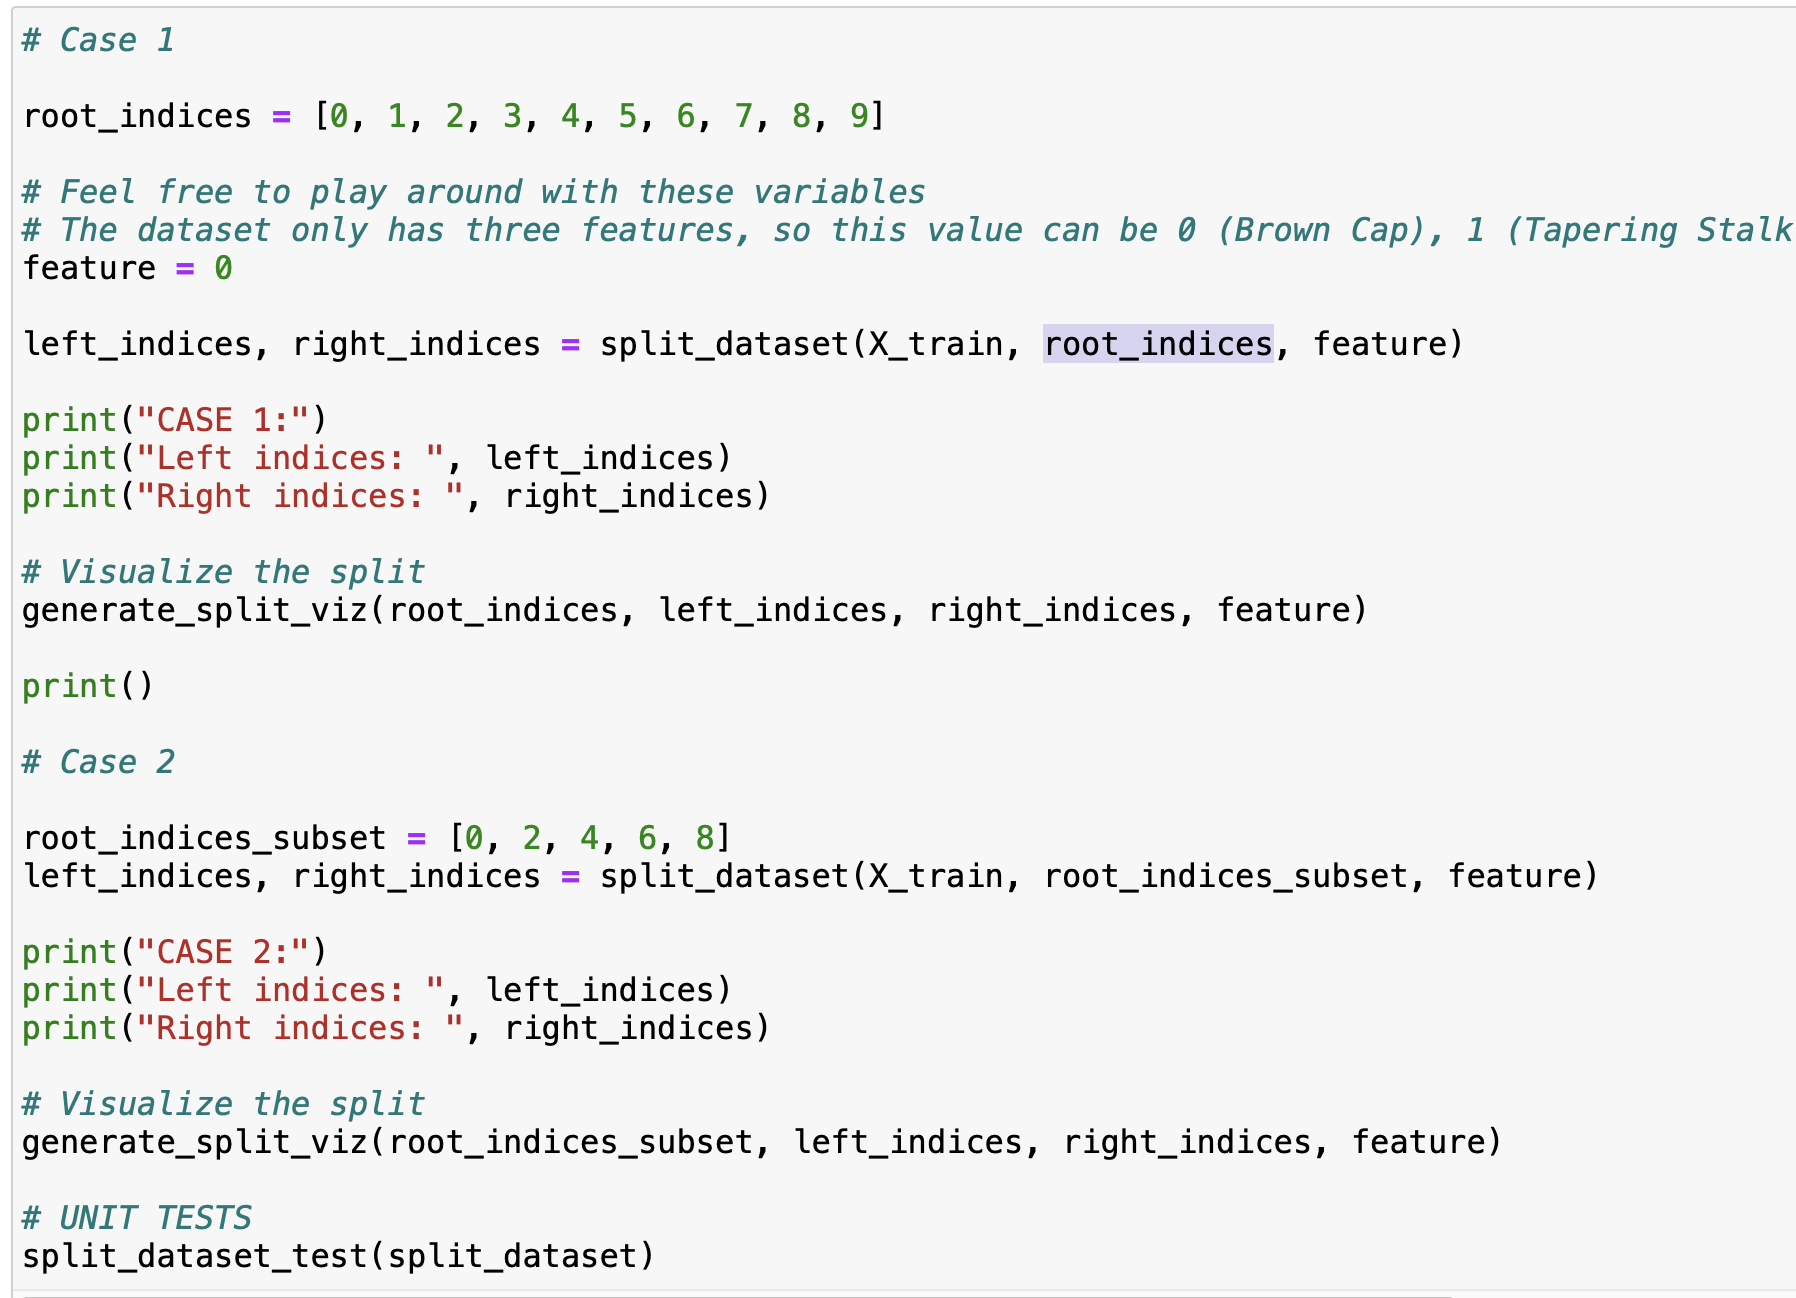 # Case 1
root_indices = [0, 1, 2, 3, 4, 5, 6, 7, 8, 9]
# Feel free to play around with these variables
# The dataset only has three features, so this value can be 0 (Brown Cap), 1 (Tapering Stalk
feature = 0
left_indices, right_indices = split_dataset(X_train, root_indices, feature)
print("CASE 1:")
print("Left indices: ", left_indices)
print("Right indices: ", right_indices)
# Visualize the split
generate_split_viz(root_indices, left_indices, right_indices, feature)
print()
# Case 2
root_indices_subset = [0, 2, 4, 6, 8]
left_indices, right_indices = split_dataset(X_train, root_indices_subset, feature)
print("CASE 2:")
print("Left indices: ", left_indices)
print("Right indices: ", right_indices)
# Visualize the split
generate_split_viz(root_indices_subset, left_indices, right_indices, feature)
# UNIT TESTS
split_dataset_test(split_dataset)